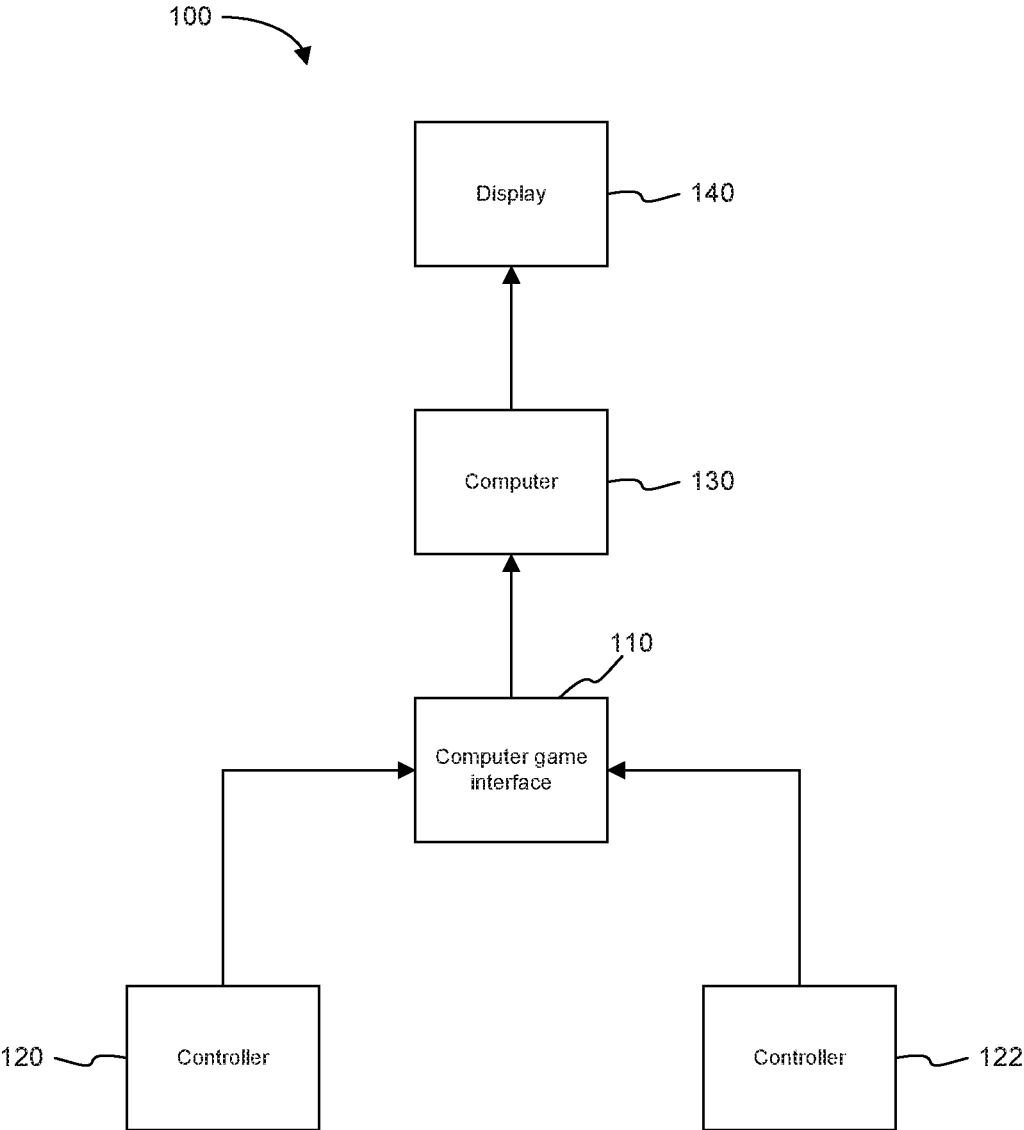 100
Display
140
Computer
130
110
Computer game
interface
120
Controller
Controller
122